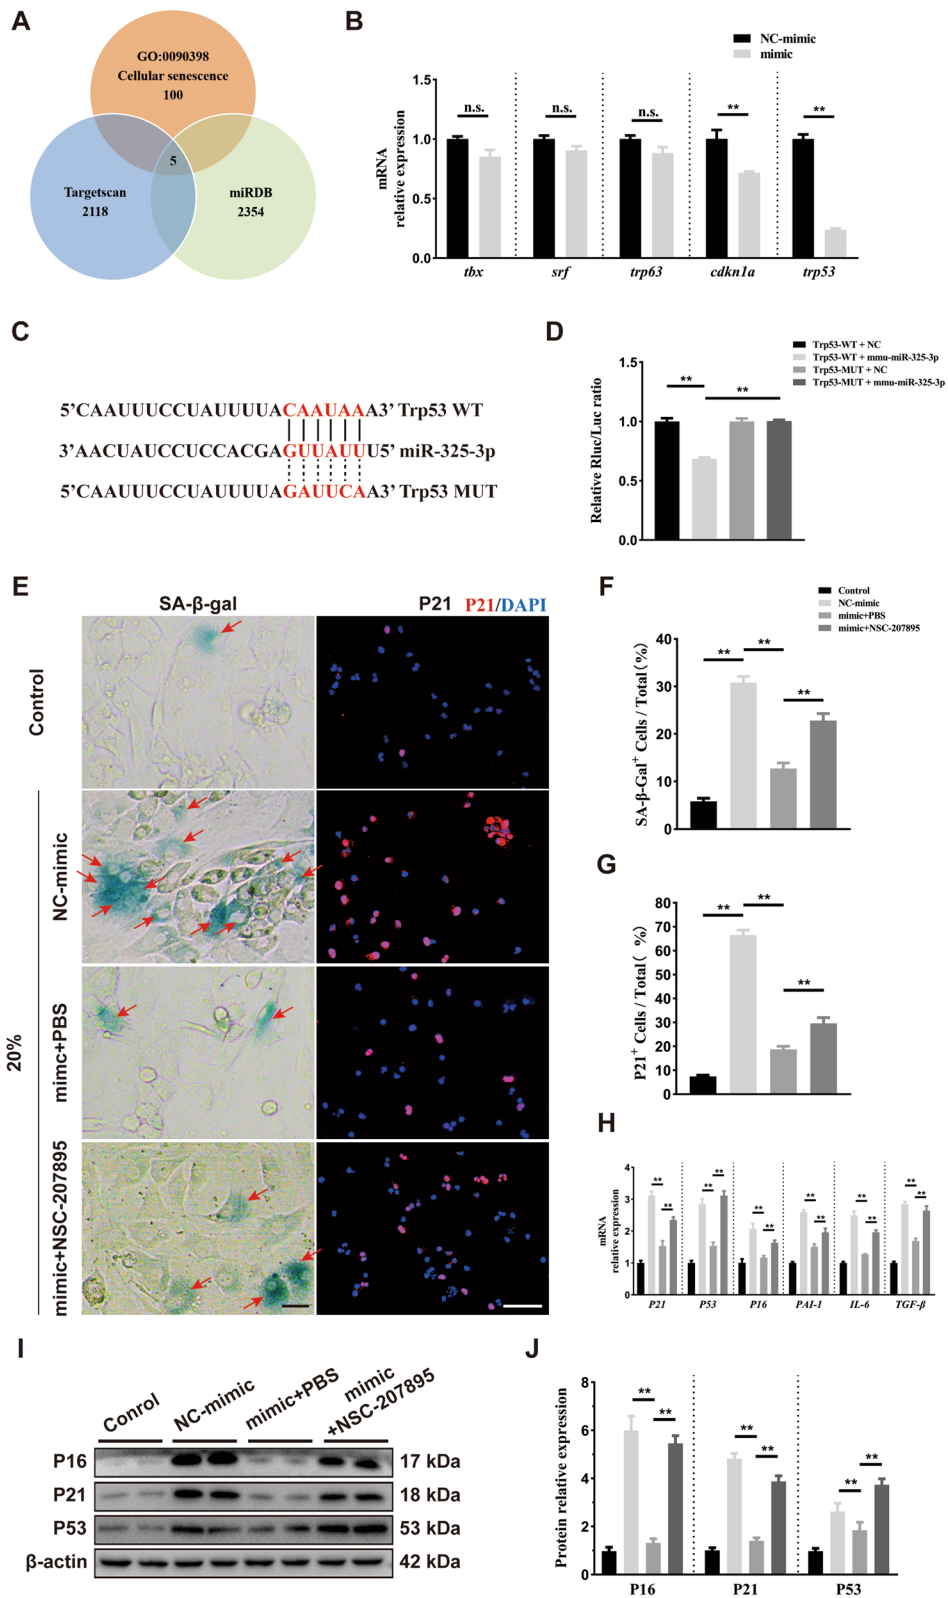 A
GO:0090398
Cellular senescence
100
5
Targetscan
2118
miRDB
2354
B
NC-mimic
mimic
mRNA
relative expression
1.5
1.0
0.5
0.0
n.s.
n.s.
n.s.
**
**
tbx
srf
trp63
cdkn1a
trp53
C
5’CAAUUUCCUAUUUUACAAUAAA3’ Trp53 WT
3’AACUAUCCUCCACGAGUUAUUU5’ miR-325-3p
5’CAAUUUCCUAUUUUAGAUUCAA3’ Trp53 MUT
D
Trp53-WT + NC
Trp53-WT + mmu-miR-325-3p
Trp53-MUT + NC
Trp53-MUT + mmu-miR-325-3p
Relative Rluc/Luc ratio
1.5
1.0
0.5
0.0
**
**
E
SA-β-gal
P21
P21/DAPI
Control
NC-mimic
mimc+PBS
mimic+NSC-207895
20%
F
Control
NC-mimic
mimic+PBS
mimic+NSC-207895
SA-β-Gal+ Cells / Total(%)
40
30
20
10
0
**
**
**
G
P21+ Cells / Total( %)
80
70
60
50
40
30
20
10
0
**
**
**
H
mRNA
relative expression
4
3
2
1
0
** **
** ** **
** **
** **
** **
** **
P21
P53
P16
PAI-1
IL-6
TGF-β
I
Conrol
NC-mimic
mimic+PBS
mimic
+NSC-207895
P16
17 kDa
P21
18 kDa
P53
53 kDa
β-actin
42 kDa
J
Protein relative expression
8
6
4
2
0
** **
** **
** **
P16
P21
P53